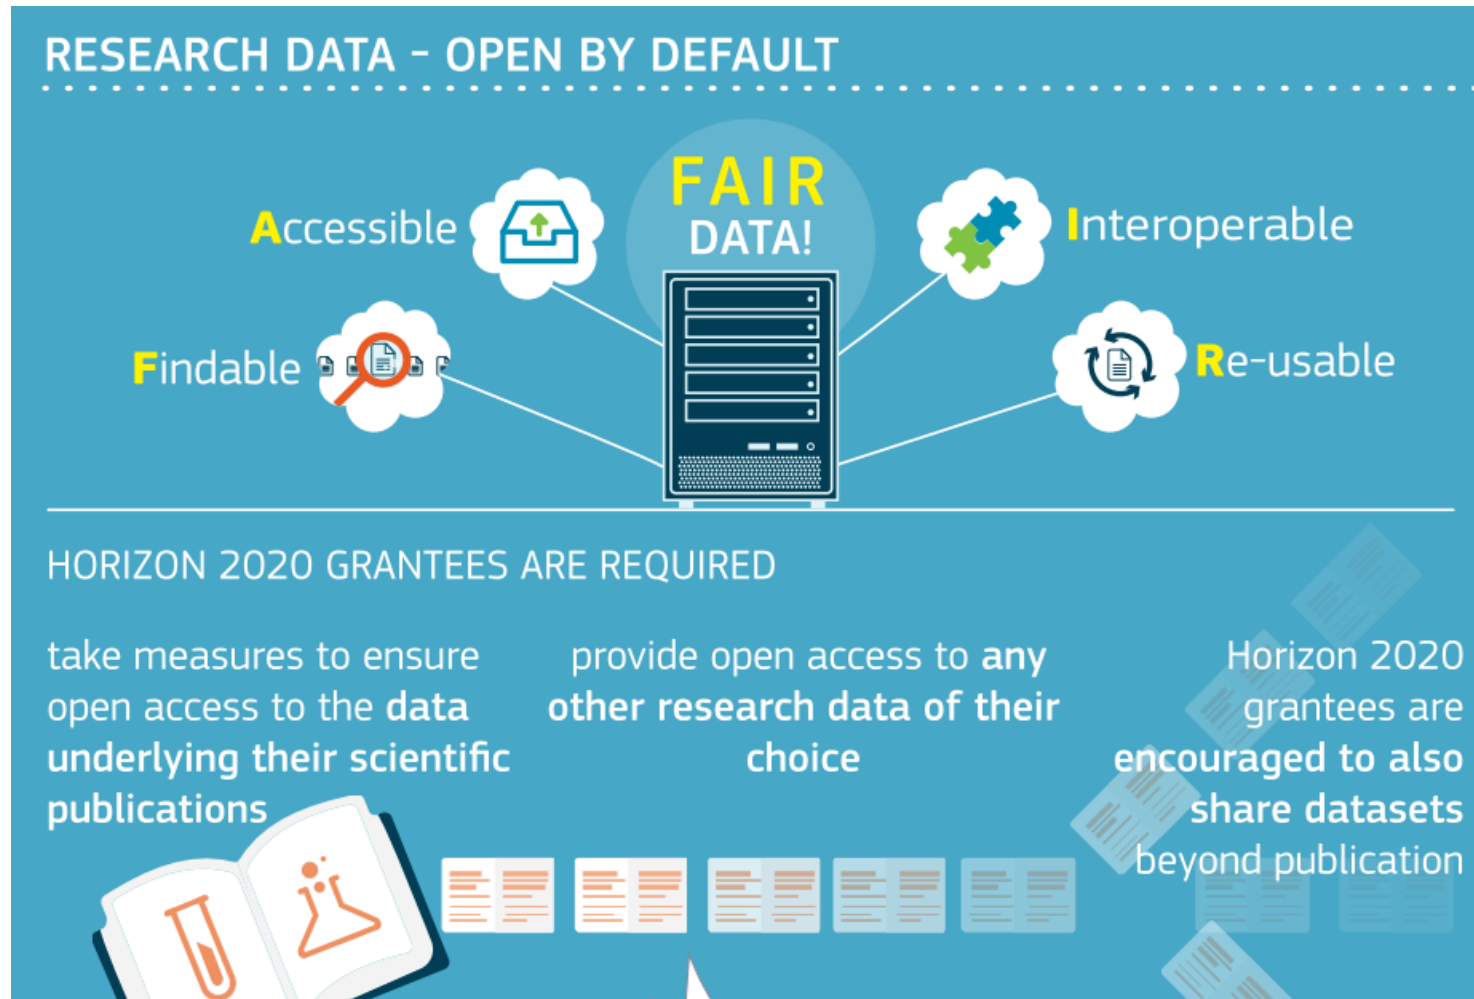 RESEARCH DATA - OPEN BY DEFAULT
FAIR
DATA!
Accessible
Interoperable
Findable
Re-usable
HORIZON 2020 GRANTEES ARE REQUIRED
take measures to ensure
open access to the data
underlying their scientific
publications
provide open access to any
other research data of their
choice
Horizon 2020
grantees are
encouraged to also
share datasets
beyond publication